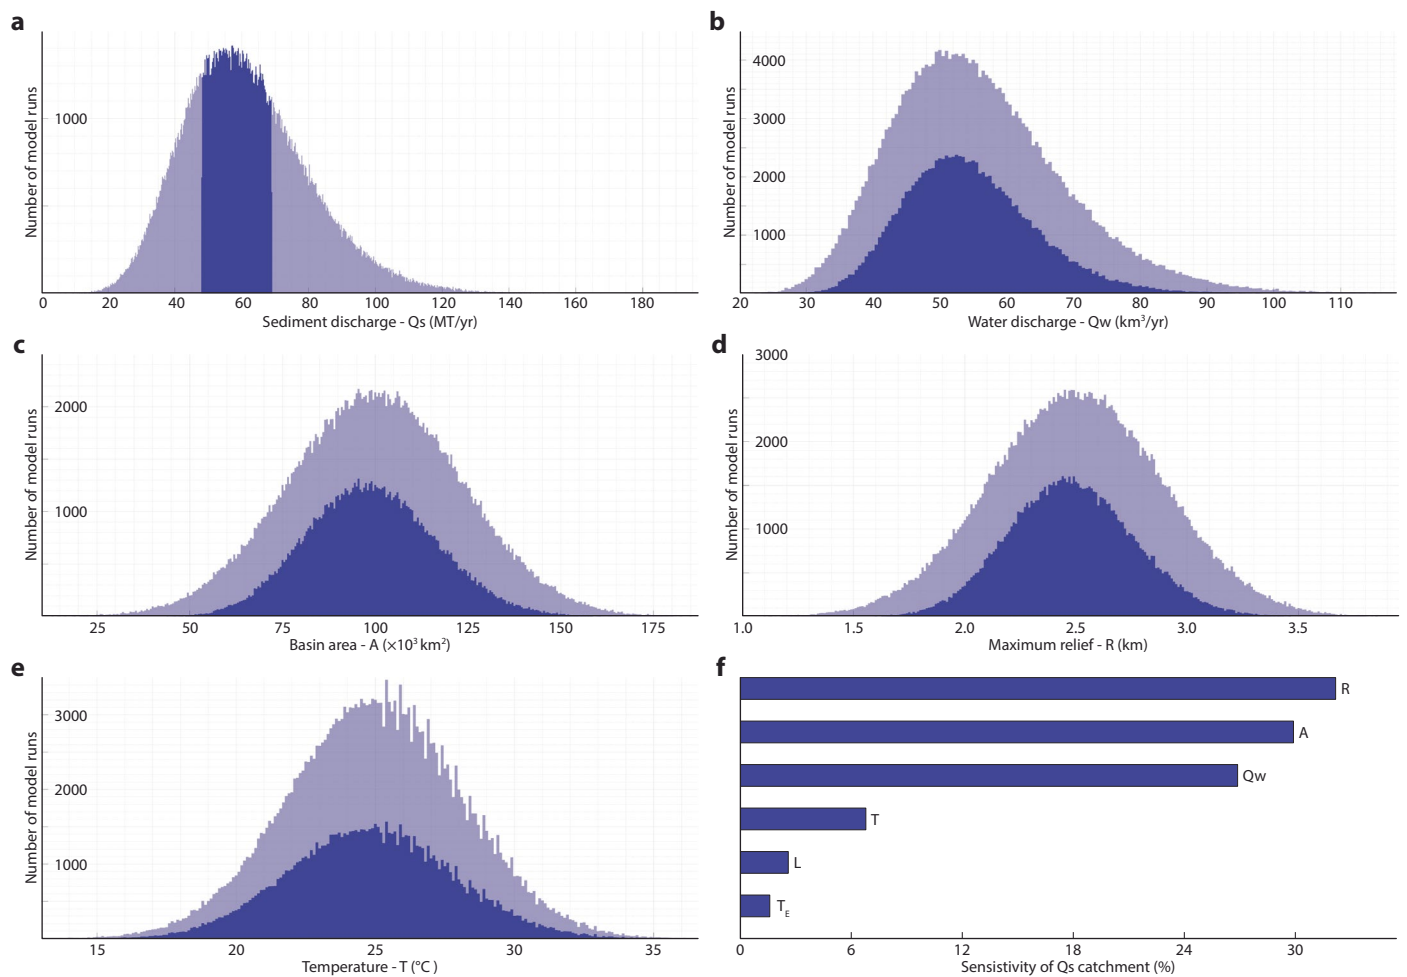 a
Number of model runs
1000
0 20 40 60 80 100 120 140 160 180
Sediment discharge - Qs (MT/yr)
b
Number of model runs
4000
3000
2000
1000
20 30 40 50 60 70 80 90 100 110
Water discharge - Qw (km³/yr)
c
Number of model runs
2000
1000
25 50 75 100 125 150 175
Basin area - A (×10³ km²)
d
Number of model runs
3000
2000
1000
1.0 1.5 2.0 2.5 3.0 3.5
Maximum relief - R (km)
e
Number of model runs
3000
2000
1000
15 20 25 30 35
Temperature - T (°C )
f
R
A
Qw
T
L
TE
0 6 12 18 24 30
Sensistivity of Qs catchment (%)